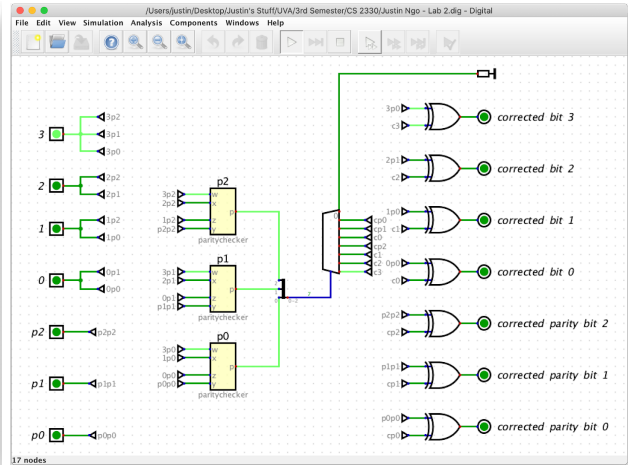 /Users/justin/Desktop/Justin's Stuff/UVA/3rd Semester/CS 2330/Justin Ngo - Lab 2.dig - Digital
File Edit View Simulation Analysis Components Windows Help
3
3p2
3p1
3p0
2
2p2
2p1
1
1p2
1p0
0
0p1
0p0
p2
p2p2
p1
p1p1
p0
p0p0
p2
3p2
2p2
1p2
p2p2
w
x
z
y
p
paritychecker
p1
3p1
2p1
0p1
p1p1
w
x
z
y
p
paritychecker
p0
3p0
1p0
0p0
p0p0
w
x
z
y
p
paritychecker
0-2
0
cp0
cp1
c0
cp2
c1
c2
c3
3p0
c3
corrected bit 3
2p1
c2
corrected bit 2
1p0
c1
corrected bit 1
0p0
c0
corrected bit 0
p2p2
cp2
corrected parity bit 2
p1p1
cp1
corrected parity bit 1
p0p0
cp0
corrected parity bit 0
17 nodes